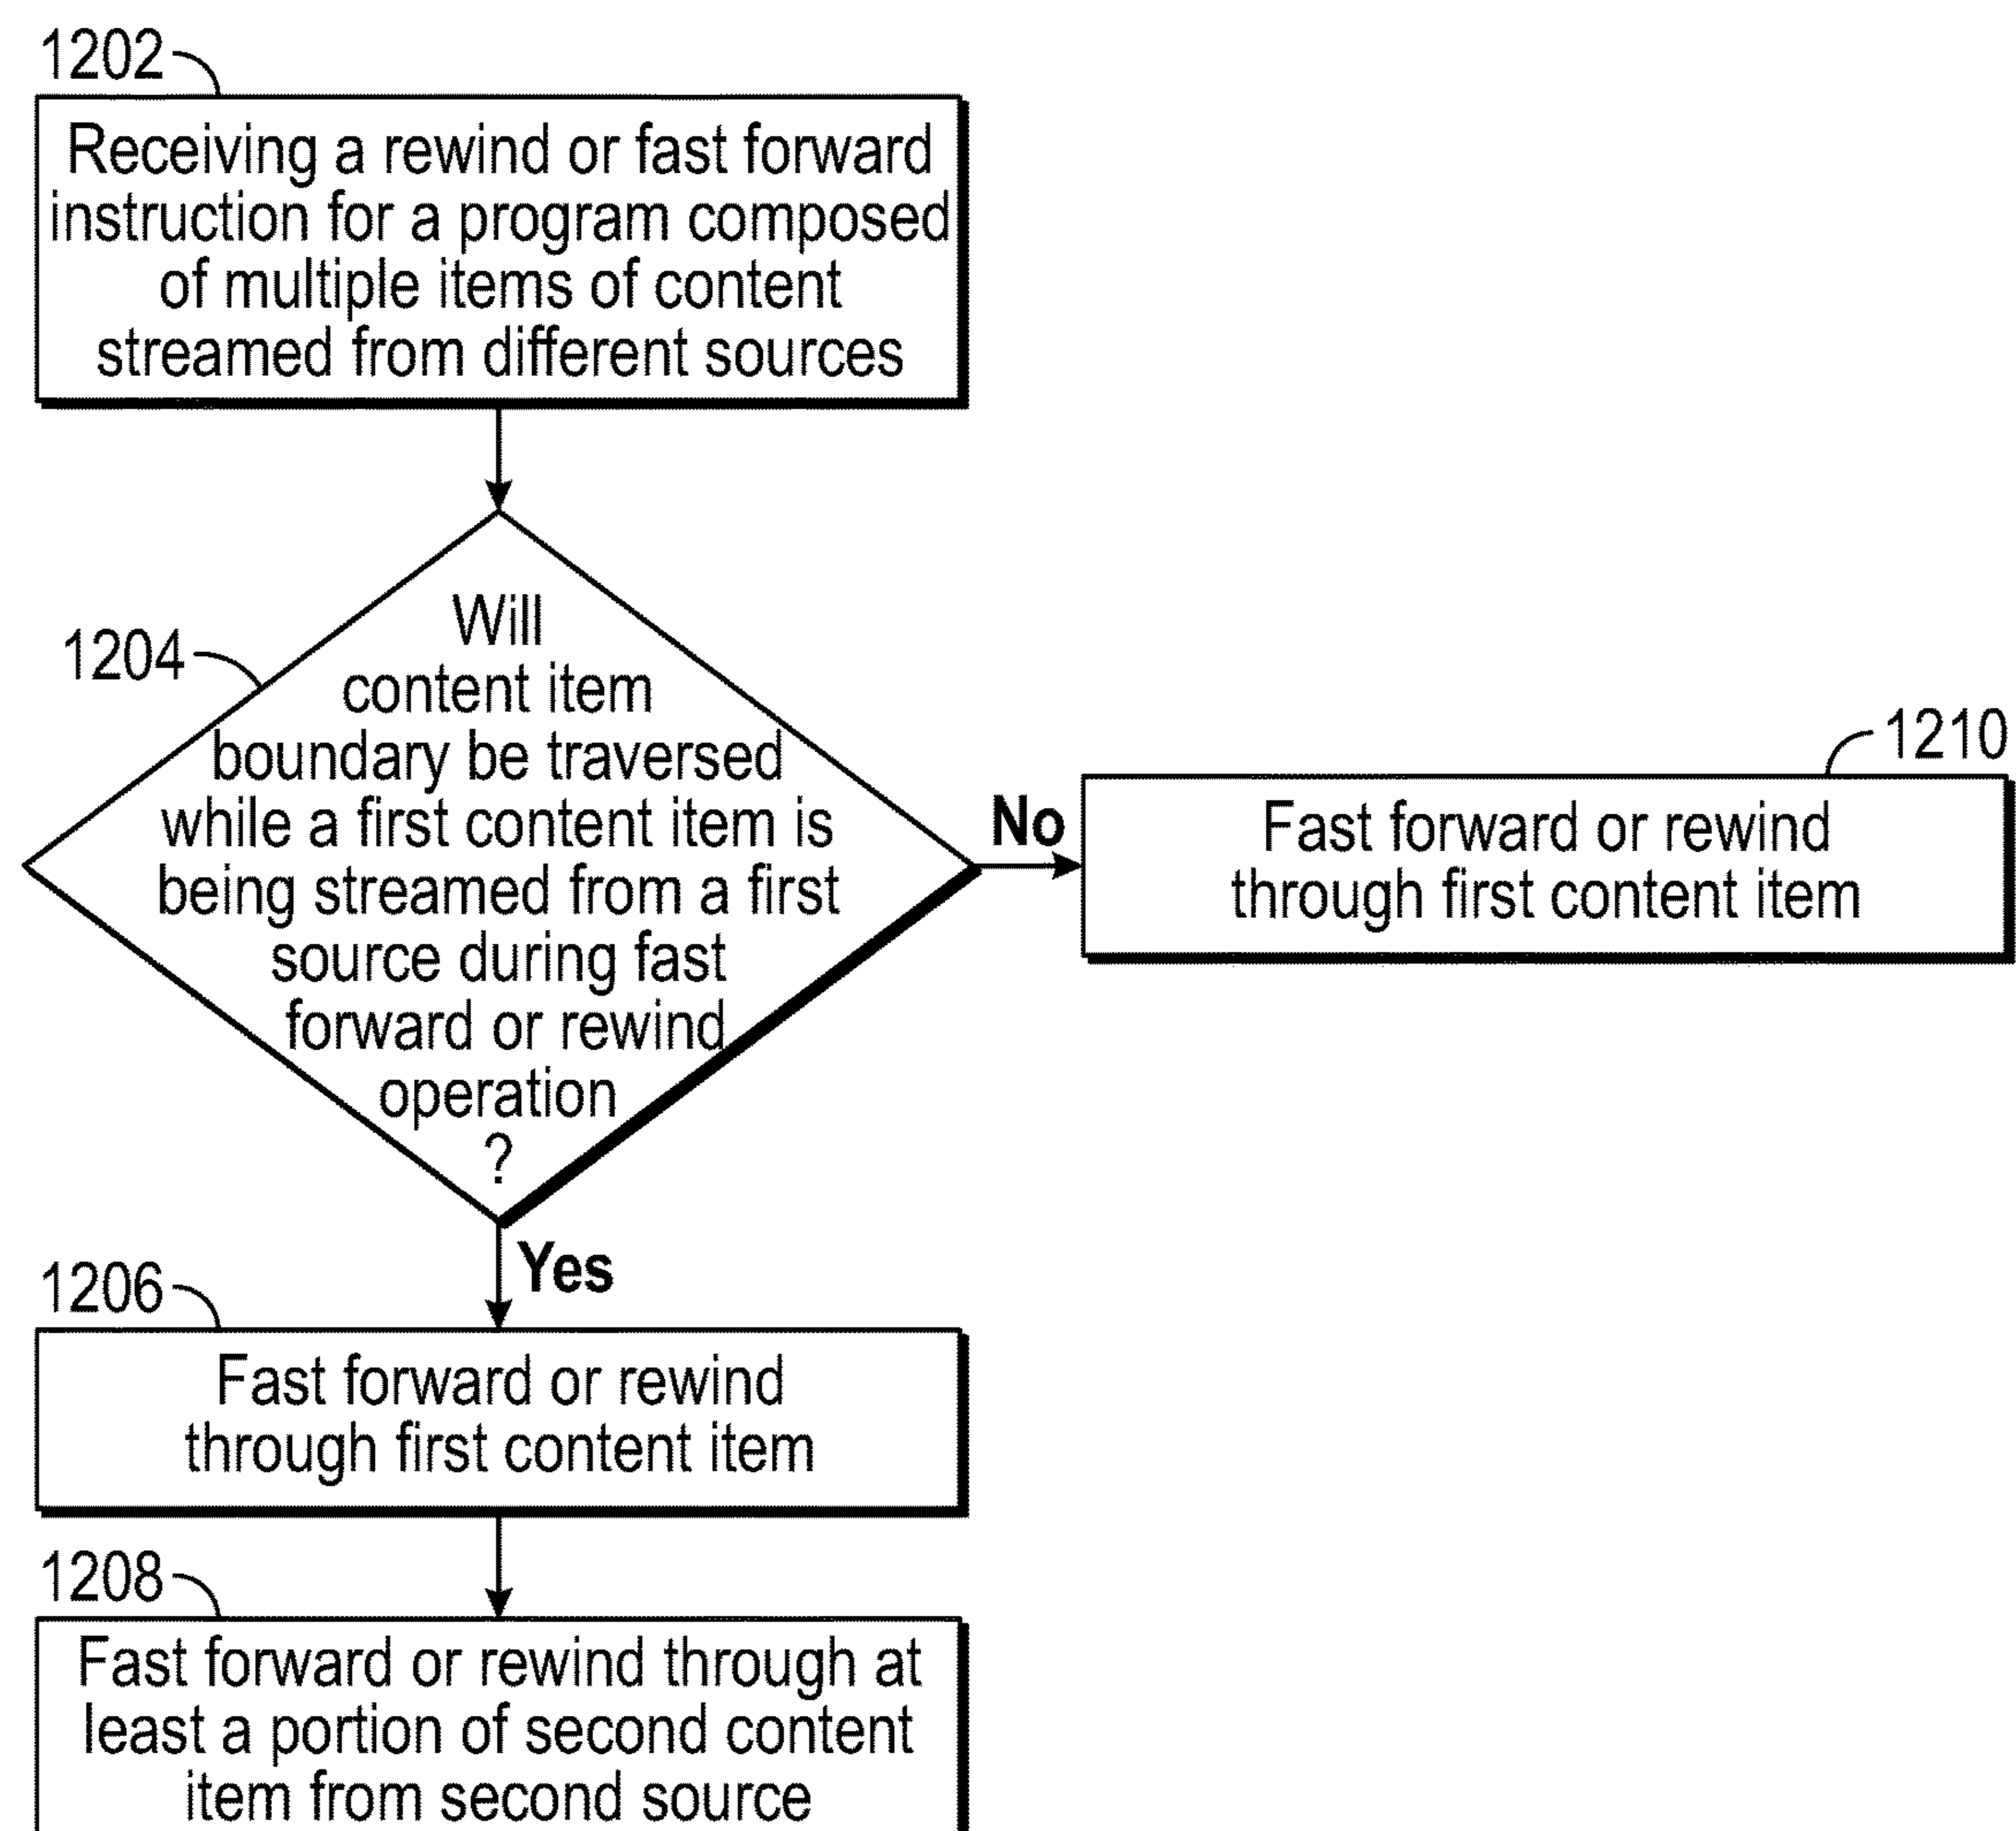 1202
Receiving a rewind or fast forward
instruction for a program composed
of multiple items of content
streamed from different sources
1204
Will
content item
boundary be traversed
while a first content item is
being streamed from a first
source during fast
forward or rewind
operation
?
No
1210
Fast forward or rewind
through first content item
Yes
1206
Fast forward or rewind
through first content item
1208
Fast forward or rewind through at
least a portion of second content
item from second source